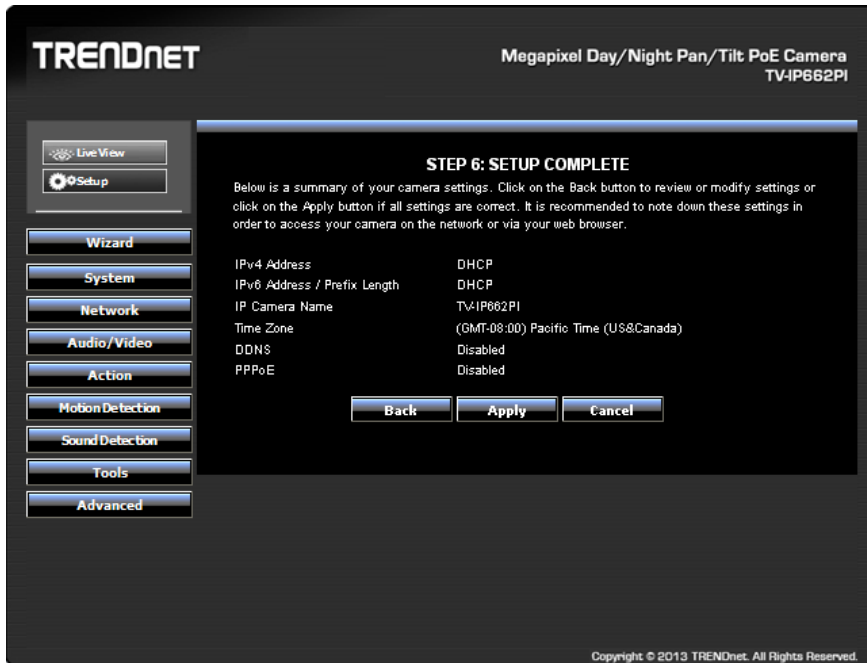 TRENDNET
Megapixel Day/Night Pan/Tilt PoE Camera
TV-IP662PI
Live View
Setup
Wizard
System
Network
Audio/Video
Action
Motion Detection
Sound Detection
Tools
Advanced
STEP 6: SETUP COMPLETE
Below is a summary of your camera settings. Click on the Back button to review or modify settings or
click on the Apply button if all settings are correct. It is recommended to note down these settings in
order to access your camera on the network or via your web browser.
IPv4 Address DHCP
IPv6 Address / Prefix Length DHCP
IP Camera Name TV-IP662PI
Time Zone (GMT-08:00) Pacific Time (US&Canada)
DDNS Disabled
PPPoE Disabled
Back Apply Cancel
Copyright © 2013 TRENDnet. All Rights Reserved.